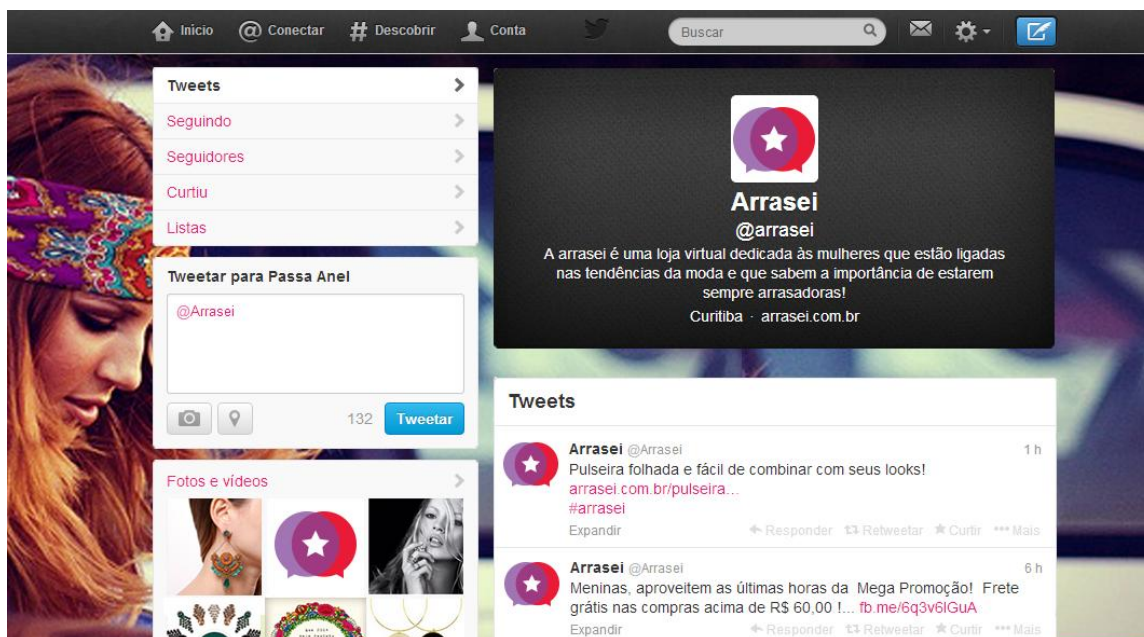 Início
Conectar
Descobrir
Conta
Buscar
Tweets
Seguindo
Seguidores
Curtiu
Listas
Tweetar para Passa Anel
@Arrasei
132
Tweetar
Fotos e vídeos
Arrasei
@arrasei
A arrasei é uma loja virtual dedicada às mulheres que estão ligadas
nas tendências da moda e que sabem a importância de estarem
sempre arrasadoras!
Curitiba · arrasei.com.br
Tweets
Arrasei @Arrasei 1 h
Pulseira folhada e fácil de combinar com seus looks!
arrasei.com.br/pulseira…
#arrasei
Expandir Responder Retweetar Curtir Mais
Arrasei @Arrasei 6 h
Meninas, aproveitem as últimas horas da Mega Promoção! Frete
grátis nas compras acima de R$ 60,00 !... fb.me/6q3v6lGuA
Expandir Responder Retweetar Curtir Mais